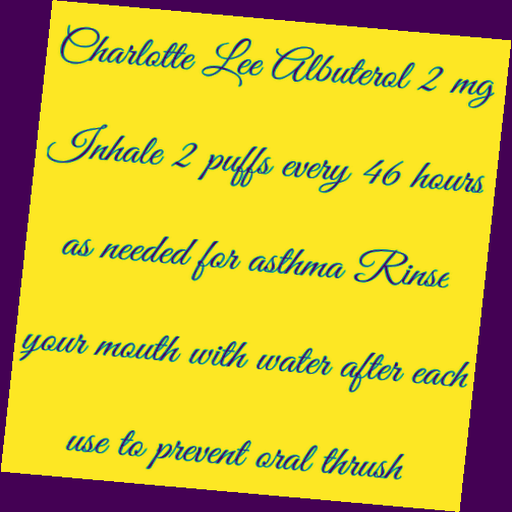 Charlotte Lee Albuterol 2 mg
Inhale 2 puffs every 46 hours
as needed for asthma Rinse
your mouth with water after each
use to prevent oral thrush